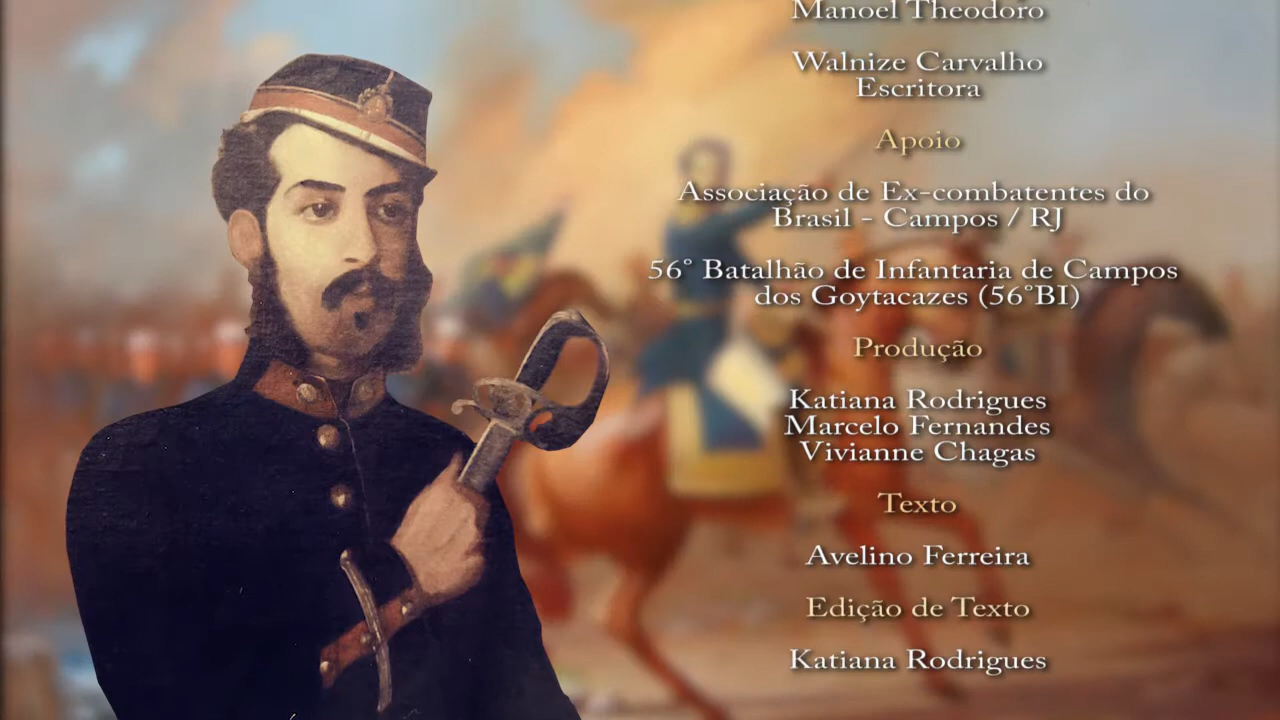 Manoel Theodoro
Walnize Carvalho
Escritora
Apoio
Associação de Ex-combatentes do
Brasil - Campos / RJ
56° Batalhão de Infantaria de Campos
dos Goytacazes (56°BI)
Produção
Katiana Rodrigues
Marcelo Fernandes
Vivianne Chagas
Texto
Avelino Ferreira
Edição de Texto
Katiana Rodrigues